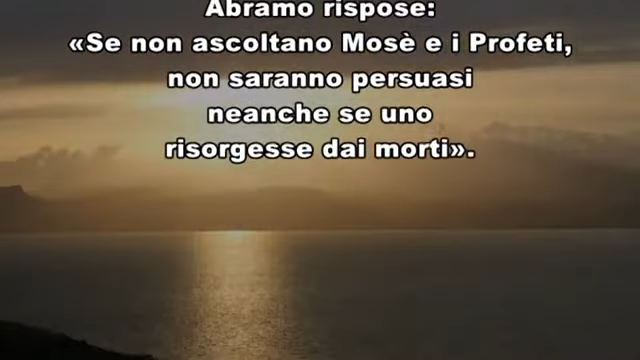 Abramo rispose:
«Se non ascoltano Mosè e i Profeti,
non saranno persuasi
neanche se uno
risorgesse dai morti».